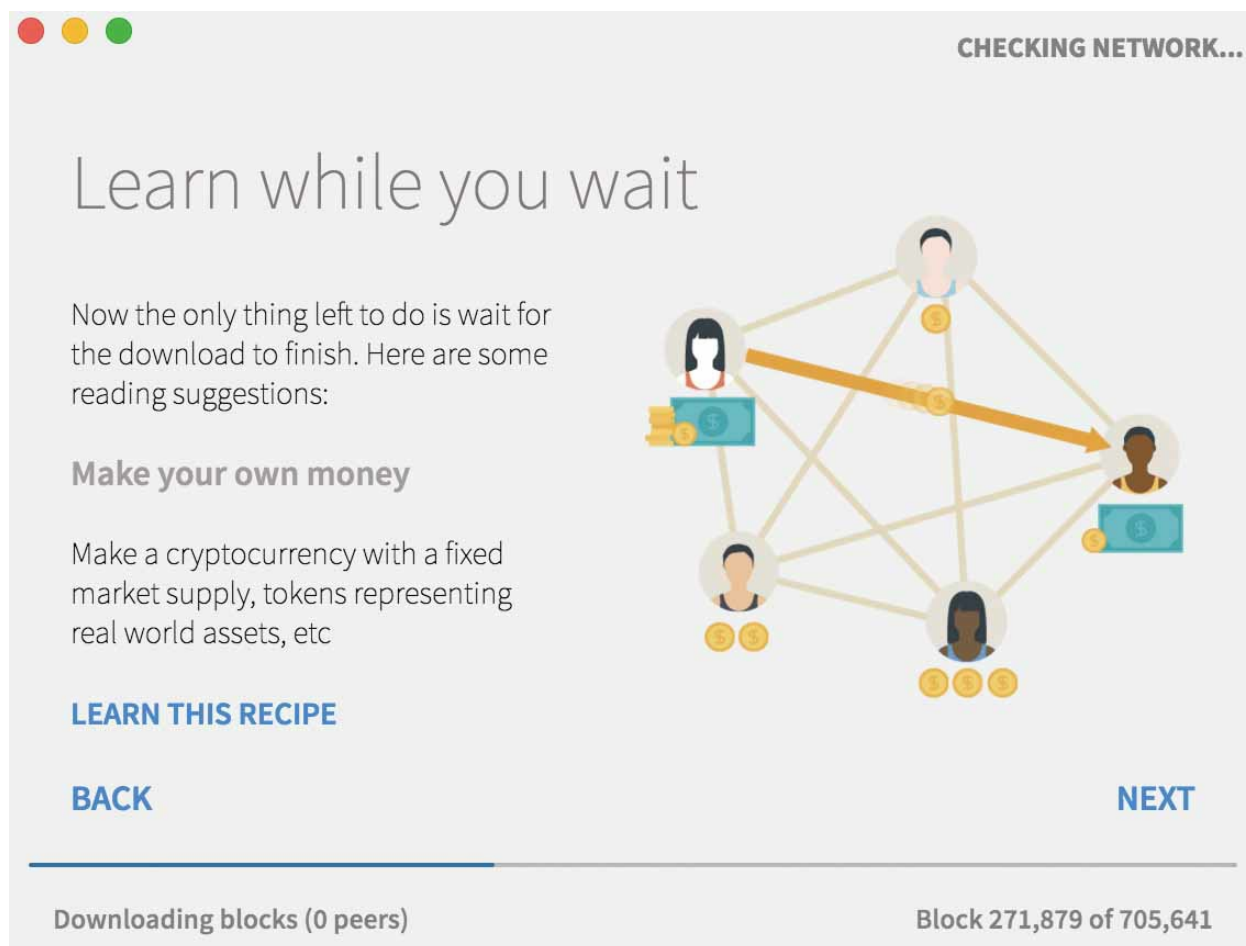 CHECKING NETWORK...
Learn while you wait
Now the only thing left to do is wait for
the download to finish. Here are some
reading suggestions:
Make your own money
Make a cryptocurrency with a fixed
market supply, tokens representing
real world assets, etc
LEARN THIS RECIPE
BACK
NEXT
Downloading blocks (0 peers)
Block 271,879 of 705,641